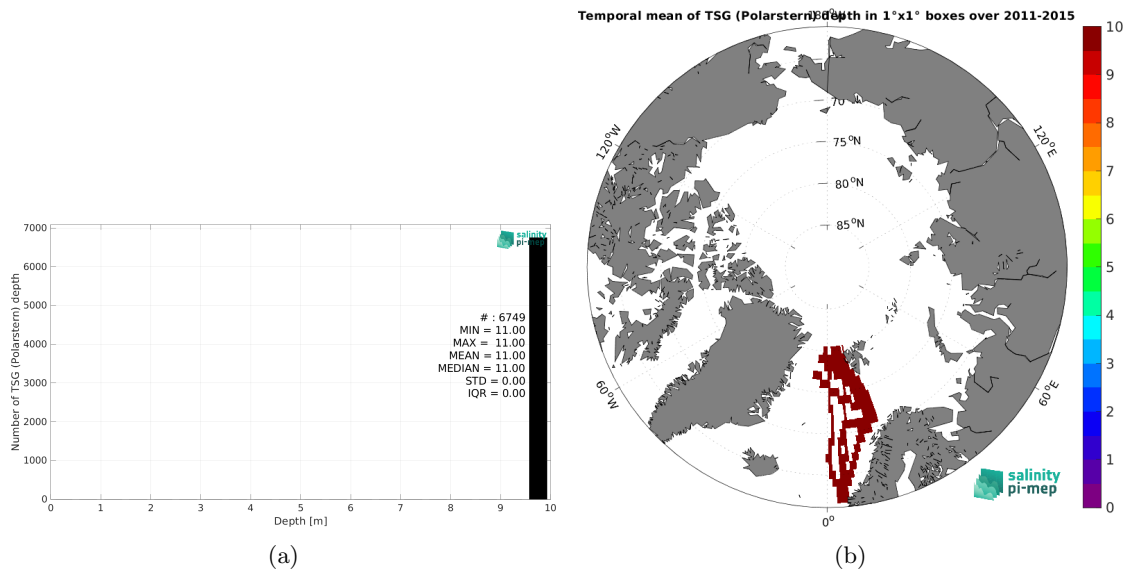 7000
6000
5000
4000
3000
2000
1000
0
Number of TSG (Polarstern) depth
salinity
pi-mep
# : 6749
MIN = 11.00
MAX = 11.00
MEAN = 11.00
MEDIAN = 11.00
STD = 0.00
IQR = 0.00
0 1 2 3 4 5 6 7 8 9 10
Depth [m]
(a)
Temporal mean of TSG (Polarstern) depth in 1°x1° boxes over 2011-2015
180°
70
75°N
80°N
85°N
120°W
120°E
60°W
60°E
0°
10
9
8
7
6
5
4
3
2
1
0
salinity
pi-mep
(b)